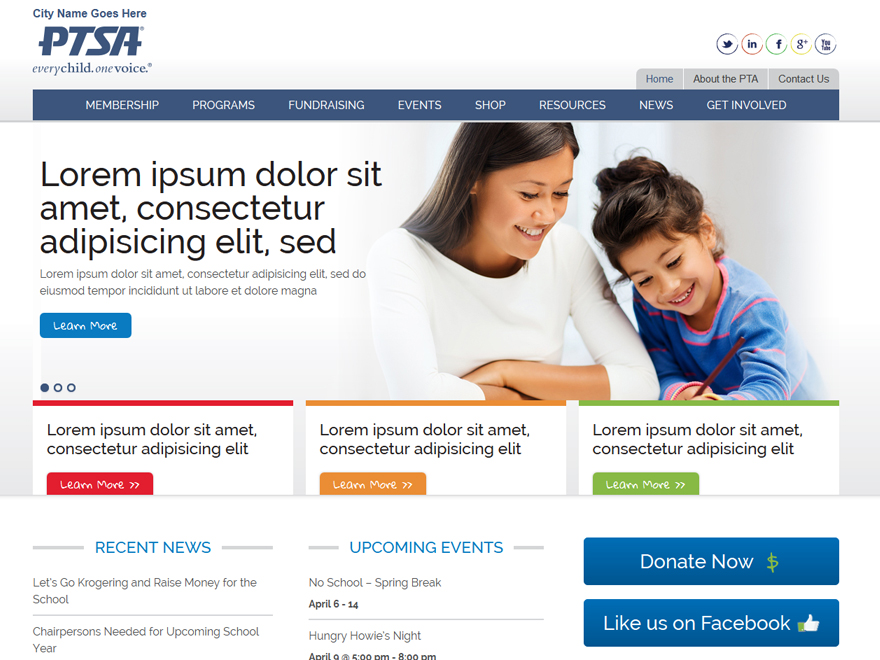 City Name Goes Here
PTSA®
everychild.onevoice.®
g+
You
Tube
Home
About the PTA
Contact Us
MEMBERSHIP
PROGRAMS
FUNDRAISING
EVENTS
SHOP
RESOURCES
NEWS
GET INVOLVED
Lorem ipsum dolor sit
amet, consectetur
adipisicing elit, sed
Lorem ipsum dolor sit amet, consectetur adipisicing elit, sed do
eiusmod tempor incididunt ut labore et dolore magna
Learn More
Lorem ipsum dolor sit amet,
consectetur adipisicing elit
Learn More >>
Lorem ipsum dolor sit amet,
consectetur adipisicing elit
Learn More >>
Lorem ipsum dolor sit amet,
consectetur adipisicing elit
Learn More >>
RECENT NEWS
Let's Go Krogering and Raise Money for the
School
Chairpersons Needed for Upcoming School
Year
UPCOMING EVENTS
No School – Spring Break
April 6 - 14
Hungry Howie's Night
April 9 @ 5:00 pm - 8:00 pm
Donate Now $
Like us on Facebook